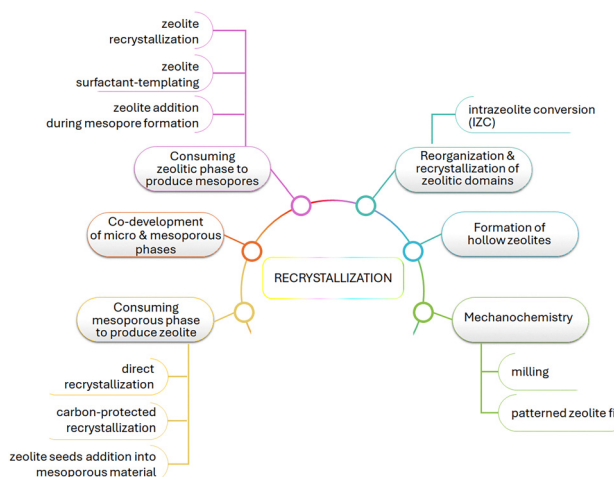 zeolite
recrystallization
zeolite
surfactant-templating
zeolite addition
during mesopore formation
Consuming
zeolitic phase to
produce mesopores
Co-development
of micro & mesoporous
phases
Consuming
mesoporous phase
to produce zeolite
direct
recrystallization
carbon-protected
recrystallization
zeolite seeds addition into
mesoporous material
RECRYSTALLIZATION
intrazeolite conversion
(IZC)
Reorganization &
recrystallization of
zeolitic domains
Formation of
hollow zeolites
Mechanochemistry
milling
patterned zeolite